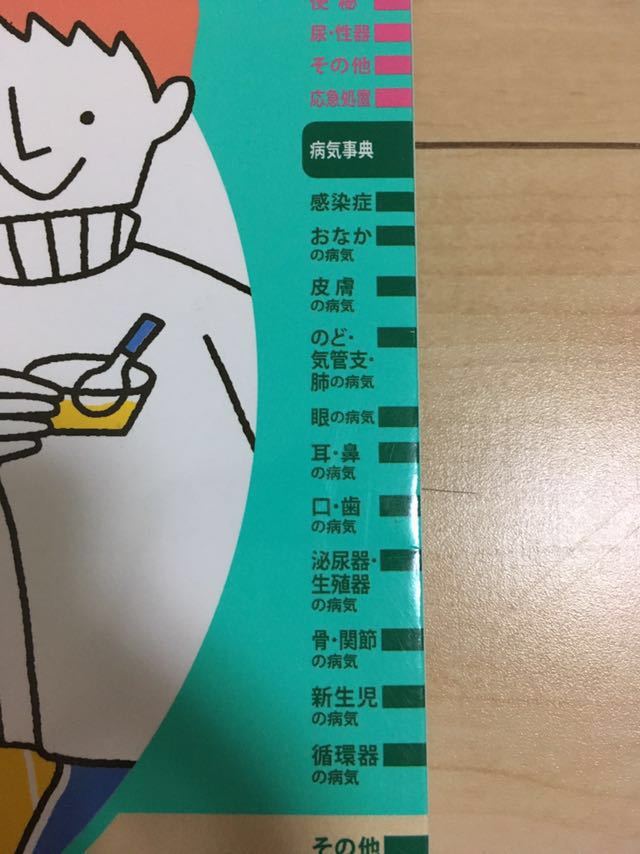 尿・性器
その他
応急処置
病気事典
感染症
おなか
の病気
皮膚
の病気
のど・
気管支・
肺の病気
眼の病気
耳・鼻
の病気
口・歯
の病気
泌尿器・
生殖器
の病気
骨・関節
の病気
新生児
の病気
循環器
の病気
その他